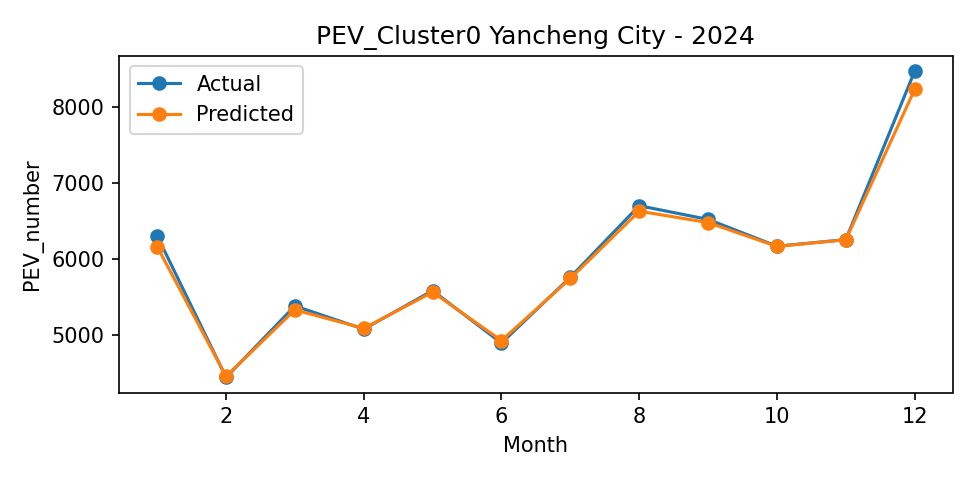 PEV_Cluster0 Yancheng City - 2024
Actual
Predicted
PEV_number
8000
7000
6000
5000
2
4
6
8
10
12
Month